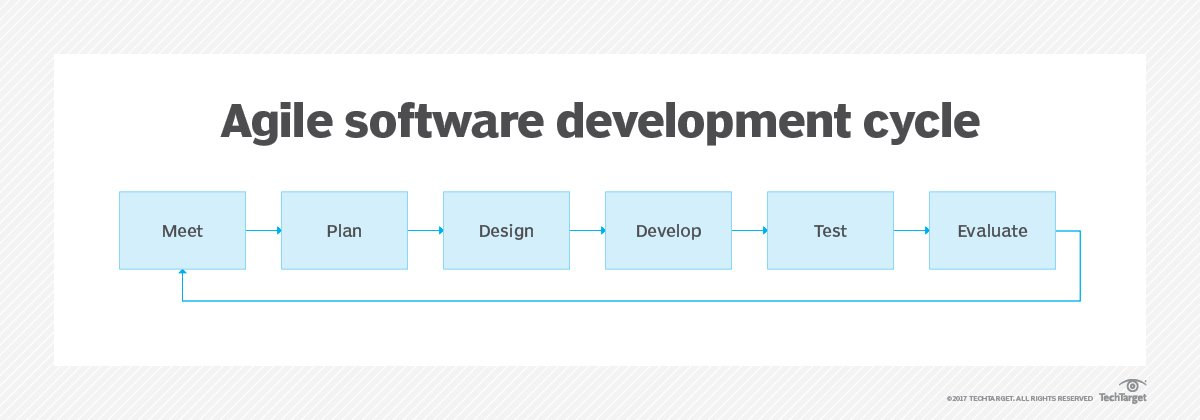 Agile software development cycle
Meet
Plan
Design
Develop
Test
Evaluate
©2017 TECHTARGET. ALL RIGHTS RESERVED TechTarget